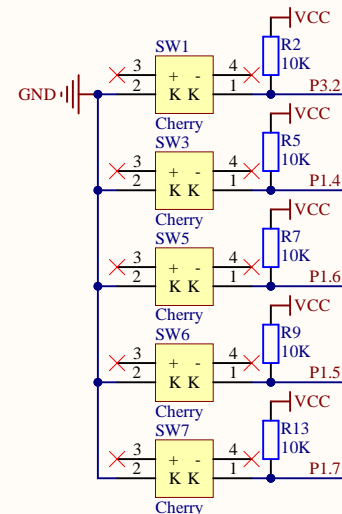 VCC
SW1
R2
10K
3 + - 4
GND
2 K K 1
P3.2
Cherry
VCC
SW3
R5
10K
3 + - 4
2 K K 1
P1.4
Cherry
VCC
SW5
R7
10K
3 + - 4
2 K K 1
P1.6
Cherry
VCC
SW6
R9
10K
3 + - 4
2 K K 1
P1.5
Cherry
VCC
SW7
R13
10K
3 + - 4
2 K K 1
P1.7
Cherry